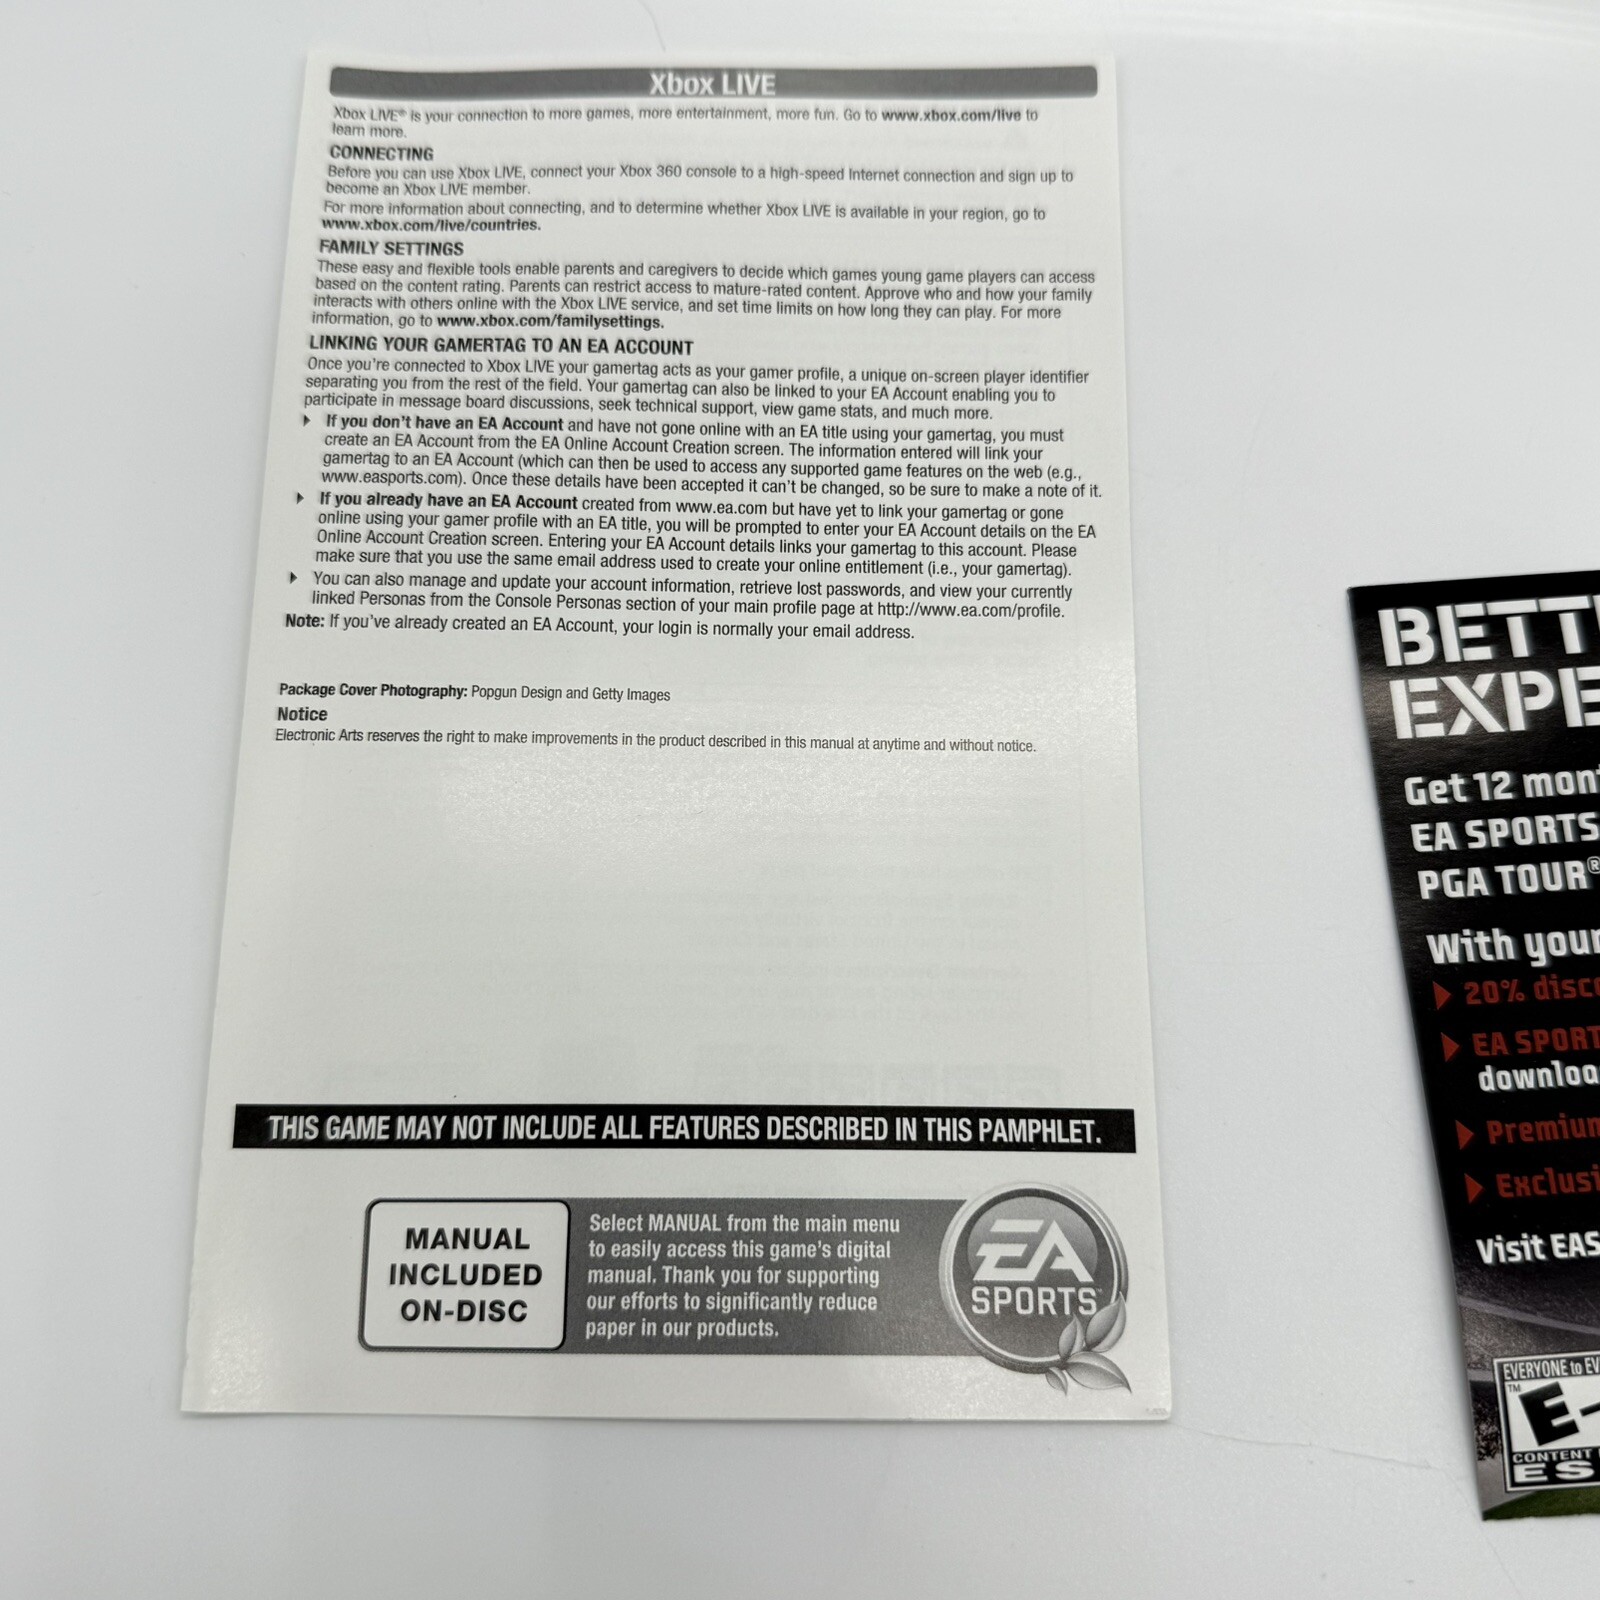 Xbox LIVE
Xbox LIVE® is your connection to more games, more entertainment, more fun. Go to www.xbox.com/live to
learn more.
CONNECTING
Before you can use Xbox LIVE, connect your Xbox 360 console to a high-speed Internet connection and sign up to
become an Xbox LIVE member.
For more information about connecting, and to determine whether Xbox LIVE is available in your region, go to
www.xbox.com/live/countries.
FAMILY SETTINGS
These easy and flexible tools enable parents and caregivers to decide which games young game players can access
based on the content rating. Parents can restrict access to mature-rated content. Approve who and how your family
interacts with others online with the Xbox LIVE service, and set time limits on how long they can play. For more
information, go to www.xbox.com/familysettings.
LINKING YOUR GAMERTAG TO AN EA ACCOUNT
Once you're connected to Xbox LIVE your gamertag acts as your gamer profile, a unique on-screen player identifier
separating you from the rest of the field. Your gamertag can also be linked to your EA Account enabling you to
participate in message board discussions, seek technical support, view game stats, and much more.
If you don't have an EA Account and have not gone online with an EA title using your gamertag, you must
create an EA Account from the EA Online Account Creation screen. The information entered will link your
gamertag to an EA Account (which can then be used to access any supported game features on the web (e.g.,
www.easports.com). Once these details have been accepted it can't be changed, so be sure to make a note of it.
If you already have an EA Account created from www.ea.com but have yet to link your gamertag or gone
online using your gamer profile with an EA title, you will be prompted to enter your EA Account details on the EA
Online Account Creation screen. Entering your EA Account details links your gamertag to this account. Please
make sure that you use the same email address used to create your online entitlement (i.e., your gamertag).
You can also manage and update your account information, retrieve lost passwords, and view your currently
linked Personas from the Console Personas section of your main profile page at http://www.ea.com/profile.
Note: If you've already created an EA Account, your login is normally your email address.
Package Cover Photography: Popgun Design and Getty Images
Notice
Electronic Arts reserves the right to make improvements in the product described in this manual at anytime and without notice.
THIS GAME MAY NOT INCLUDE ALL FEATURES DESCRIBED IN THIS PAMPHLET.
MANUAL
INCLUDED
ON-DISC
Select MANUAL from the main menu
to easily access this game's digital
manual. Thank you for supporting
our efforts to significantly reduce
paper in our products.
EA
SPORTS™
Get 12
EA SPORTS
PGA TOUR®
With your
20%
EA
Visit
EVERYONE to
E
CONTENT